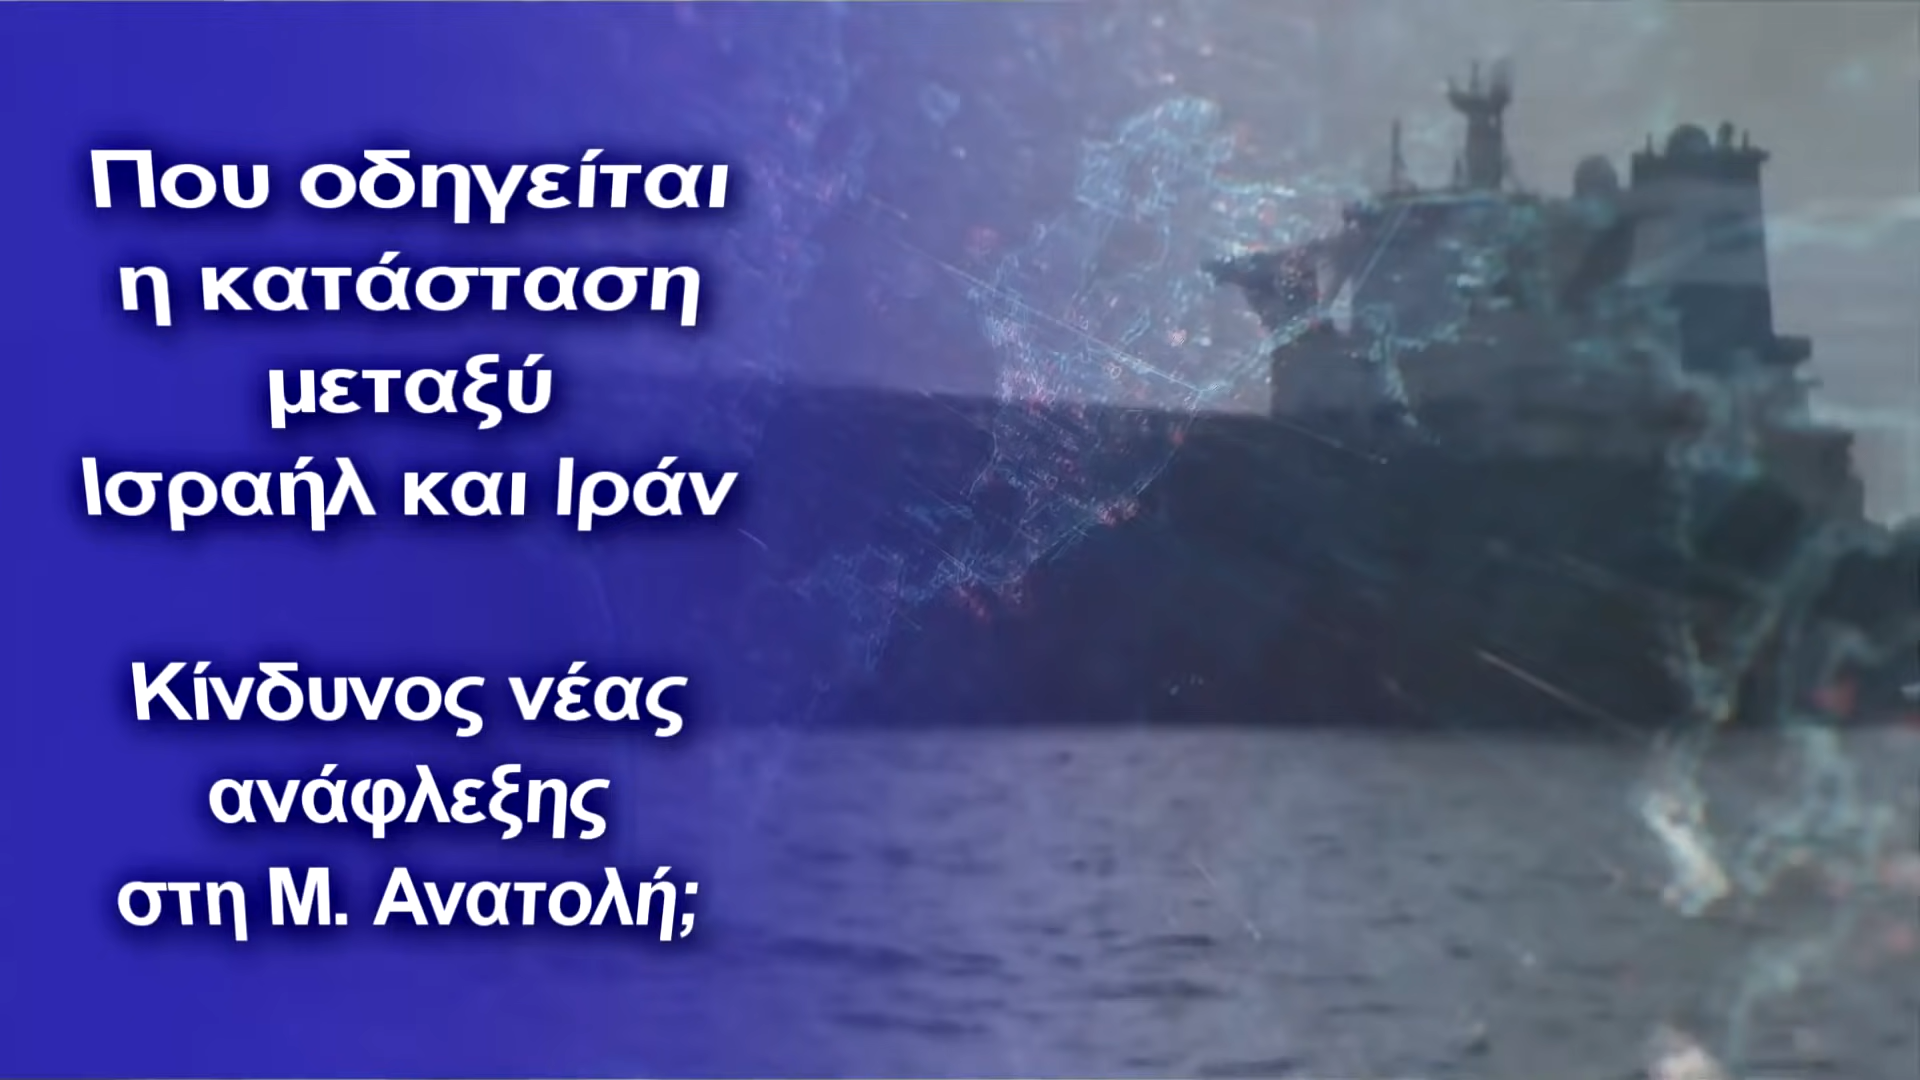 Που οδηγείται
η κατάσταση
μεταξύ
Ισραήλ και Ιράν
Κίνδυνος νέας
ανάφλεξης
στη Μ. Ανατολή;